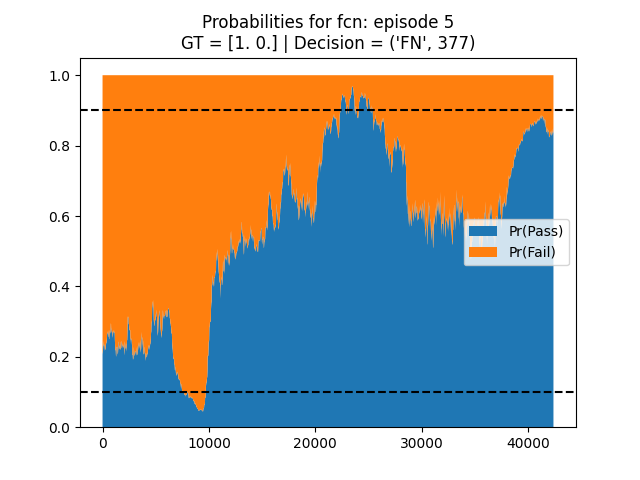 Probabilities for fcn: episode 5
GT = [1. 0.] | Decision = ('FN', 377)
1.0
0.8
0.6
0.4
0.2
0.0
Pr(Pass)
Pr(Fail)
0 10000 20000 30000 40000